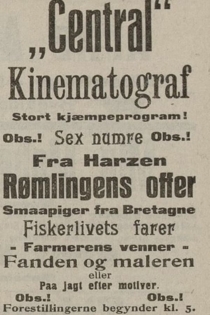 „Central“
Kinematograf
Stort kjæmpeprogram!
Obs.! Sex numre Obs.!
Fra Harzen
Rømlingens offer
Smaapiger fra Bretagne
Fiskerlivets farer
- Farmerens venner -
Fanden og maleren
eller
Paa jagt efter motiver.
Obs.! Obs.!
Forestillingerne begynder kl. 5.